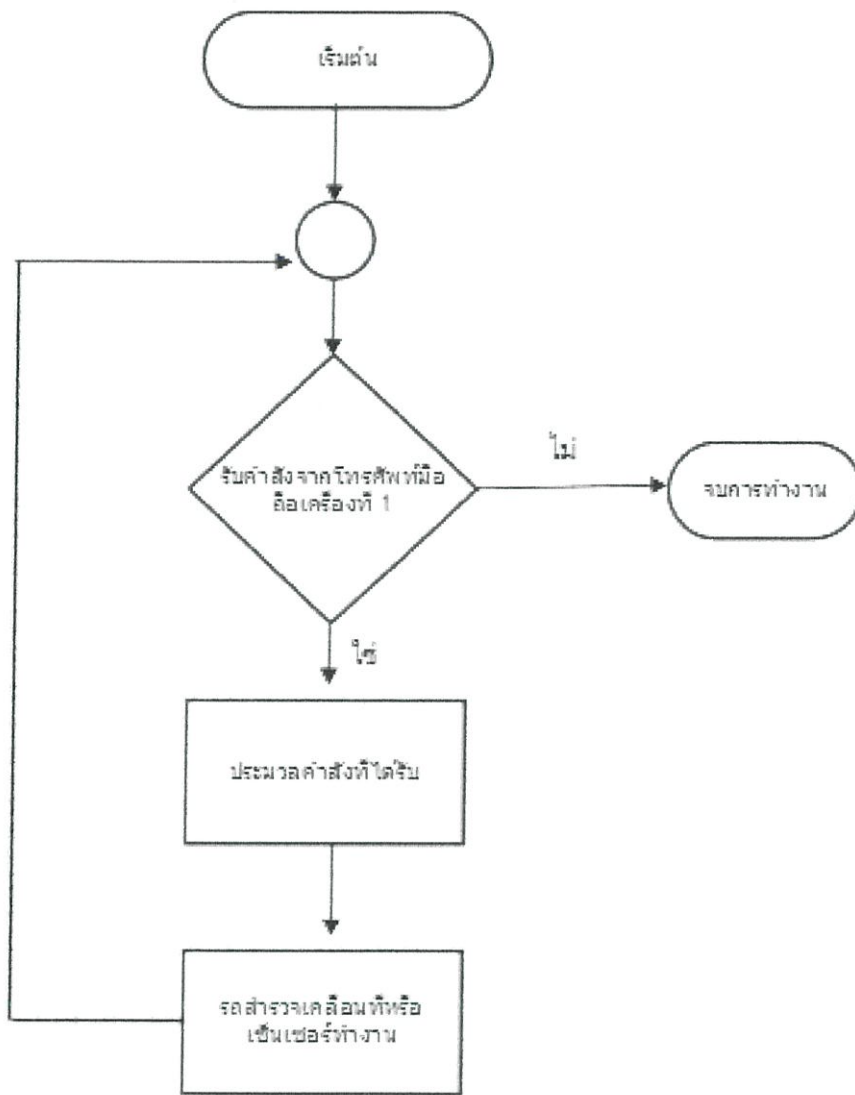 เริ่มต้น
รับคำสั่งจากโทรศัพท์มือ
ถือเครื่องที่ 1
ไม่
จบการทำงาน
ใช่
ประมวลคำสั่งที่ได้รับ
รถสำรวจเคลื่อนที่หรือ
เซ็นเซอร์ทำงาน